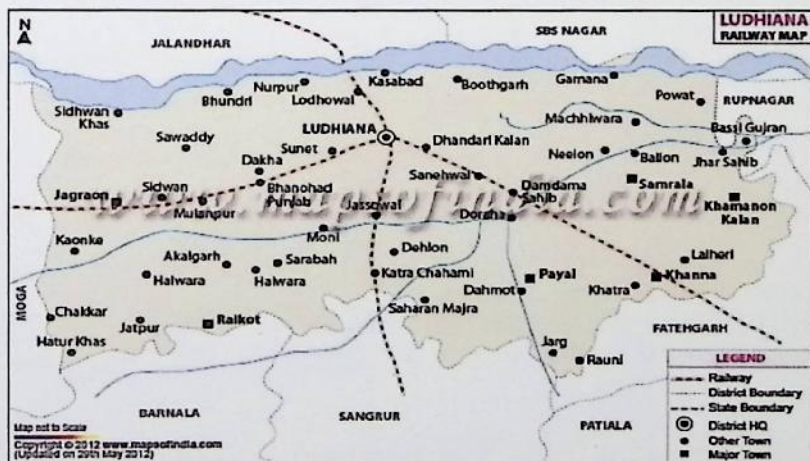 LUDHIANA
RAILWAY MAP
N
JALANDHAR
SBS NAGAR
Kasabad
Nurpur
Boothgarh
Gamana
Bhundri
Lodhowal
Powat
RUPNAGAR
Sidhwan
Khas
Machhiwara
LUDHIANA
Bassi Gujran
Sawaddy
Sunet
Dhandari Kalan
Neelon
Ballon
Jhar Sahib
Dakha
Sanehwal
Samrala
Jagraon
Sidwan
Bhanohad
Punjab
Damdama
Sahib
Khamanon
Kalan
Mulanpur
Jassowal
Doraha
www.mapsofindia.com
Moni
Kaonke
Dehlon
Lalheri
Akalgarh
Sarabah
Halwara
Halwara
Katra Chaharni
Payal
Khanna
Dahmot
Khatra
MOGA
Saharan Majra
Chakkar
Jatpur
Raikot
FATEHGARH
Hatur Khas
Jarg
Rauni
LEGEND
Railway
District Boundary
State Boundary
District HQ
Other Town
Major Town
BARNALA
SANGRUR
PATIALA
Map not to Scale
Copyright © 2012 www.mapsofindia.com
(Updated on 29th May 2012)